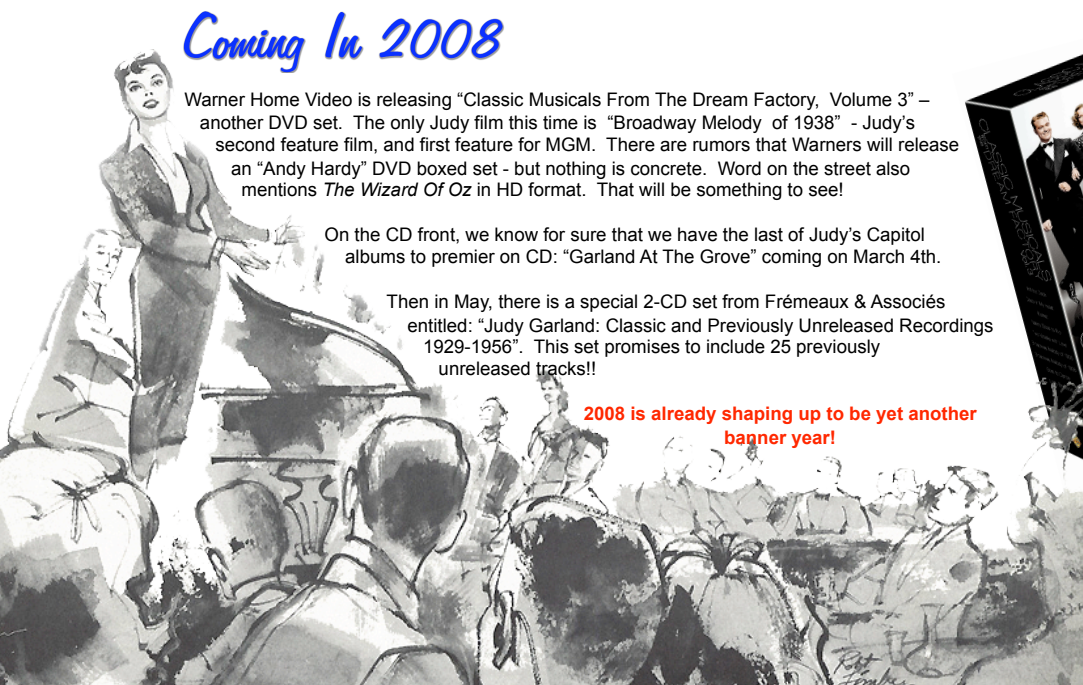 Coming In 2008
Warner Home Video is releasing “Classic Musicals From The Dream Factory,  Volume 3” –
another DVD set.  The only Judy film this time is  “Broadway Melody  of 1938”  - Judy’s
second feature film, and first feature for MGM.  There are rumors that Warners will release
an “Andy Hardy” DVD boxed set - but nothing is concrete.  Word on the street also
mentions The Wizard Of Oz in HD format.  That will be something to see!
On the CD front, we know for sure that we have the last of Judy’s Capitol
albums to premier on CD: “Garland At The Grove” coming on March 4th.
Then in May, there is a special 2-CD set from Frémeaux & Associés
entitled: “Judy Garland: Classic and Previously Unreleased Recordings
1929-1956”.  This set promises to include 25 previously
unreleased tracks!!
2008 is already shaping up to be yet another
banner year!
CLASSIC MUSICALS